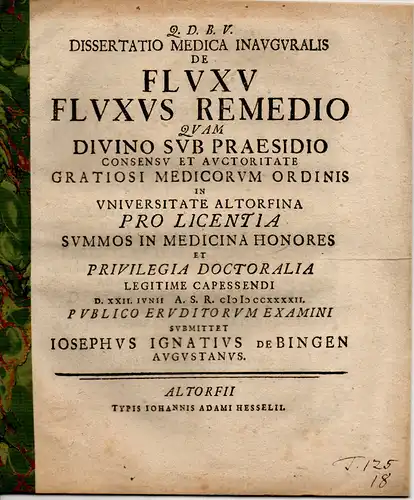 Q. D. B. V.
DISSERTATIO MEDICA INAVGVRALIS
DE
FLVXV
FLVXVS REMEDIO
QVAM
DIVINO SVB PRAESIDIO
CONSENSV ET AVCTORITATE
GRATIOSI MEDICORVM ORDINIS
IN
VNIVERSITATE ALTORFINA
PRO LICENTIA
SVMMOS IN MEDICINA HONORES
ET
PRIVILEGIA DOCTORALIA
LEGITIME CAPESSENDI
D. XXII. IVNII A. S. R. cIɔIɔccxxxxII.
PVBLICO ERVDITORVM EXAMINI
SVBMITTET
IOSEPHVS IGNATIVS DE BINGEN
AVGVSTANVS.
ALTORFII
TYPIS IOHANNIS ADAMI HESSELII.
J. 125
18